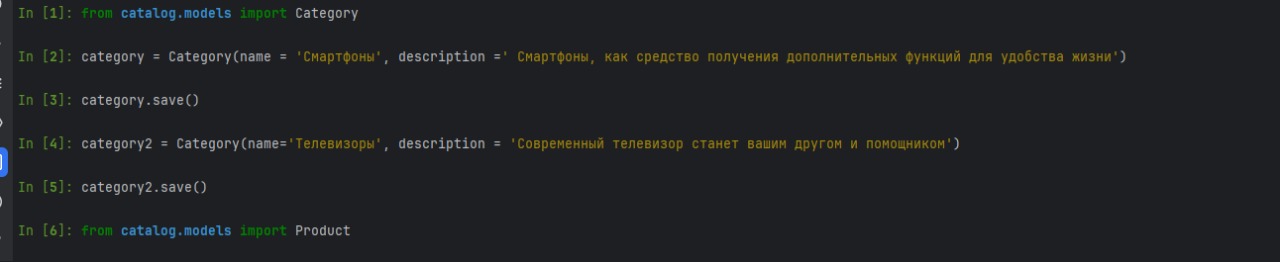 In [1]: from catalog.models import Category
In [2]: category = Category(name = 'Смартфоны', description =' Смартфоны, как средство получения дополнительных функций для удобства жизни')
In [3]: category.save()
In [4]: category2 = Category(name='Телевизоры', description = 'Современный телевизор станет вашим другом и помощником')
In [5]: category2.save()
In [6]: from catalog.models import Product